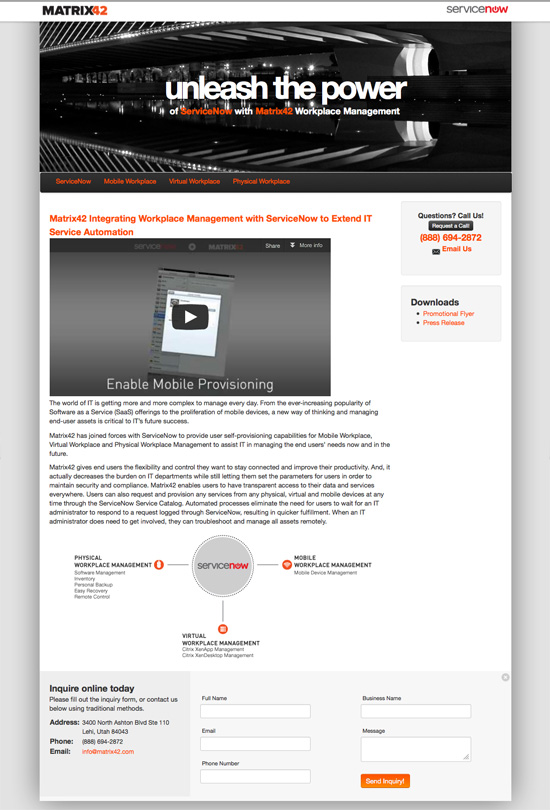 MATRIX42
servicenow
unleash the power
of ServiceNow with Matrix42 Workplace Management
ServiceNow Mobile Workplace Virtual Workplace Physical Workplace
Matrix42 Integrating Workplace Management with ServiceNow to Extend IT
Service Automation
servicenow MATRIX42 Share More info
Enable Mobile Provisioning
The world of IT is getting more and more complex to manage every day. From the ever-increasing popularity of
Software as a Service (SaaS) offerings to the proliferation of mobile devices, a new way of thinking and managing
end-user assets is critical to IT's future success.
Matrix42 has joined forces with ServiceNow to provide user self-provisioning capabilities for Mobile Workplace,
Virtual Workplace and Physical Workplace Management to assist IT in managing the end users' needs now and in the
future.
Matrix42 gives end users the flexibility and control they want to stay connected and improve their productivity. And, it
actually decreases the burden on IT departments while still letting them set the parameters for users in order to
maintain security and compliance. Matrix42 enables users to have transparent access to their data and services
everywhere. Users can also request and provision any services from any physical, virtual and mobile devices at any
time through the ServiceNow Service Catalog. Automated processes eliminate the need for users to wait for an IT
administrator to respond to a request logged through ServiceNow, resulting in quicker fulfillment. When an IT
administrator does need to get involved, they can troubleshoot and manage all assets remotely.
Questions? Call Us!
Request a Call!
(888) 694-2872
Email Us
Downloads
Promotional Flyer
Press Release
PHYSICAL
WORKPLACE MANAGEMENT
Software Management
Inventory
Personal Backup
Easy Recovery
Remote Control
servicenow
MOBILE
WORKPLACE MANAGEMENT
Mobile Device Management
VIRTUAL
WORKPLACE MANAGEMENT
Citrix XenApp Management
Citrix XenDesktop Management
Inquire online today
Please fill out the inquiry form, or contact us
below using traditional methods.
Address: 3400 North Ashton Blvd Ste 110
Lehi, Utah 84043
Phone: (888) 694-2872
Email: info@matrix42.com
Full Name
Email
Phone Number
Business Name
Message
Send Inquiry!